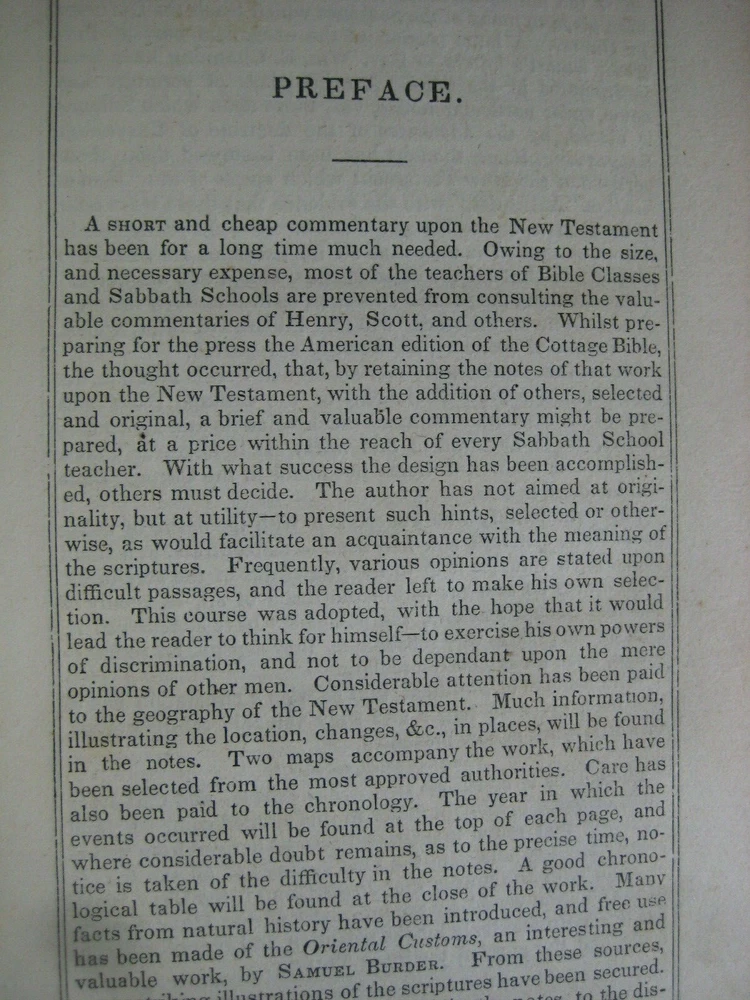 PREFACE.
A SHORT and cheap commentary upon the New Testament
has been for a long time much needed. Owing to the size,
and necessary expense, most of the teachers of Bible Classes
and Sabbath Schools are prevented from consulting the valu-
able commentaries of Henry, Scott, and others. Whilst pre-
paring for the press the American edition of the Cottage Bible,
the thought occurred, that, by retaining the notes of that work
upon the New Testament, with the addition of others, selected
and original, a brief and valuable commentary might be pre-
pared, at a price within the reach of every Sabbath School
teacher. With what success the design has been accomplish-
ed, others must decide. The author has not aimed at origi-
nality, but at utility—to present such hints, selected or other-
wise, as would facilitate an acquaintance with the meaning of
the scriptures. Frequently, various opinions are stated upon
difficult passages, and the reader left to make his own selec-
tion. This course was adopted, with the hope that it would
lead the reader to think for himself—to exercise his own powers
of discrimination, and not to be dependant upon the mere
opinions of other men. Considerable attention has been paid
to the geography of the New Testament. Much information,
illustrating the location, changes, &c., in places, will be found
in the notes. Two maps accompany the work, which have
been selected from the most approved authorities. Care has
also been paid to the chronology. The year in which the
events occurred will be found at the top of each page, and
where considerable doubt remains, as to the precise time, no-
tice is taken of the difficulty in the notes. A good chrono-
logical table will be found at the close of the work. Many
facts from natural history have been introduced, and free use
has been made of the Oriental Customs, an interesting and
valuable work, by SAMUEL BURDER. From these sources,
illustrations of the scriptures have been secured.
notes, to the dis-